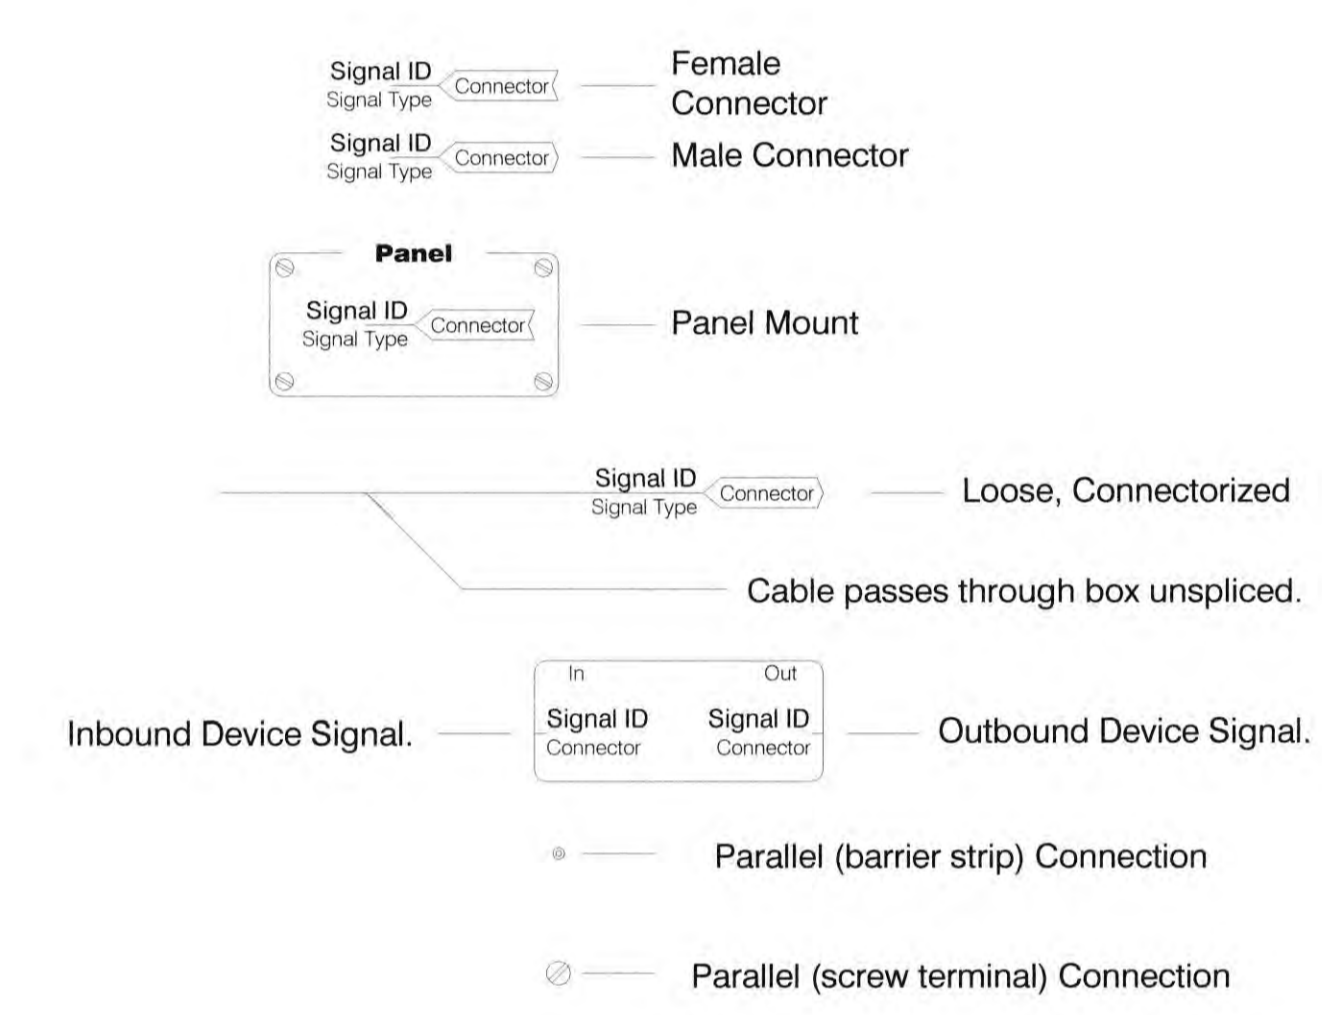 Signal ID
Signal Type
Connector
Female
Connector
Signal ID
Signal Type
Connector
Male Connector
Panel
Signal ID
Signal Type
Connector
Panel Mount
Signal ID
Signal Type
Connector
Loose, Connectorized
Cable passes through box unspliced.
Inbound Device Signal.
In
Signal ID
Connector
Out
Signal ID
Connector
Outbound Device Signal.
Parallel (barrier strip) Connection
Parallel (screw terminal) Connection